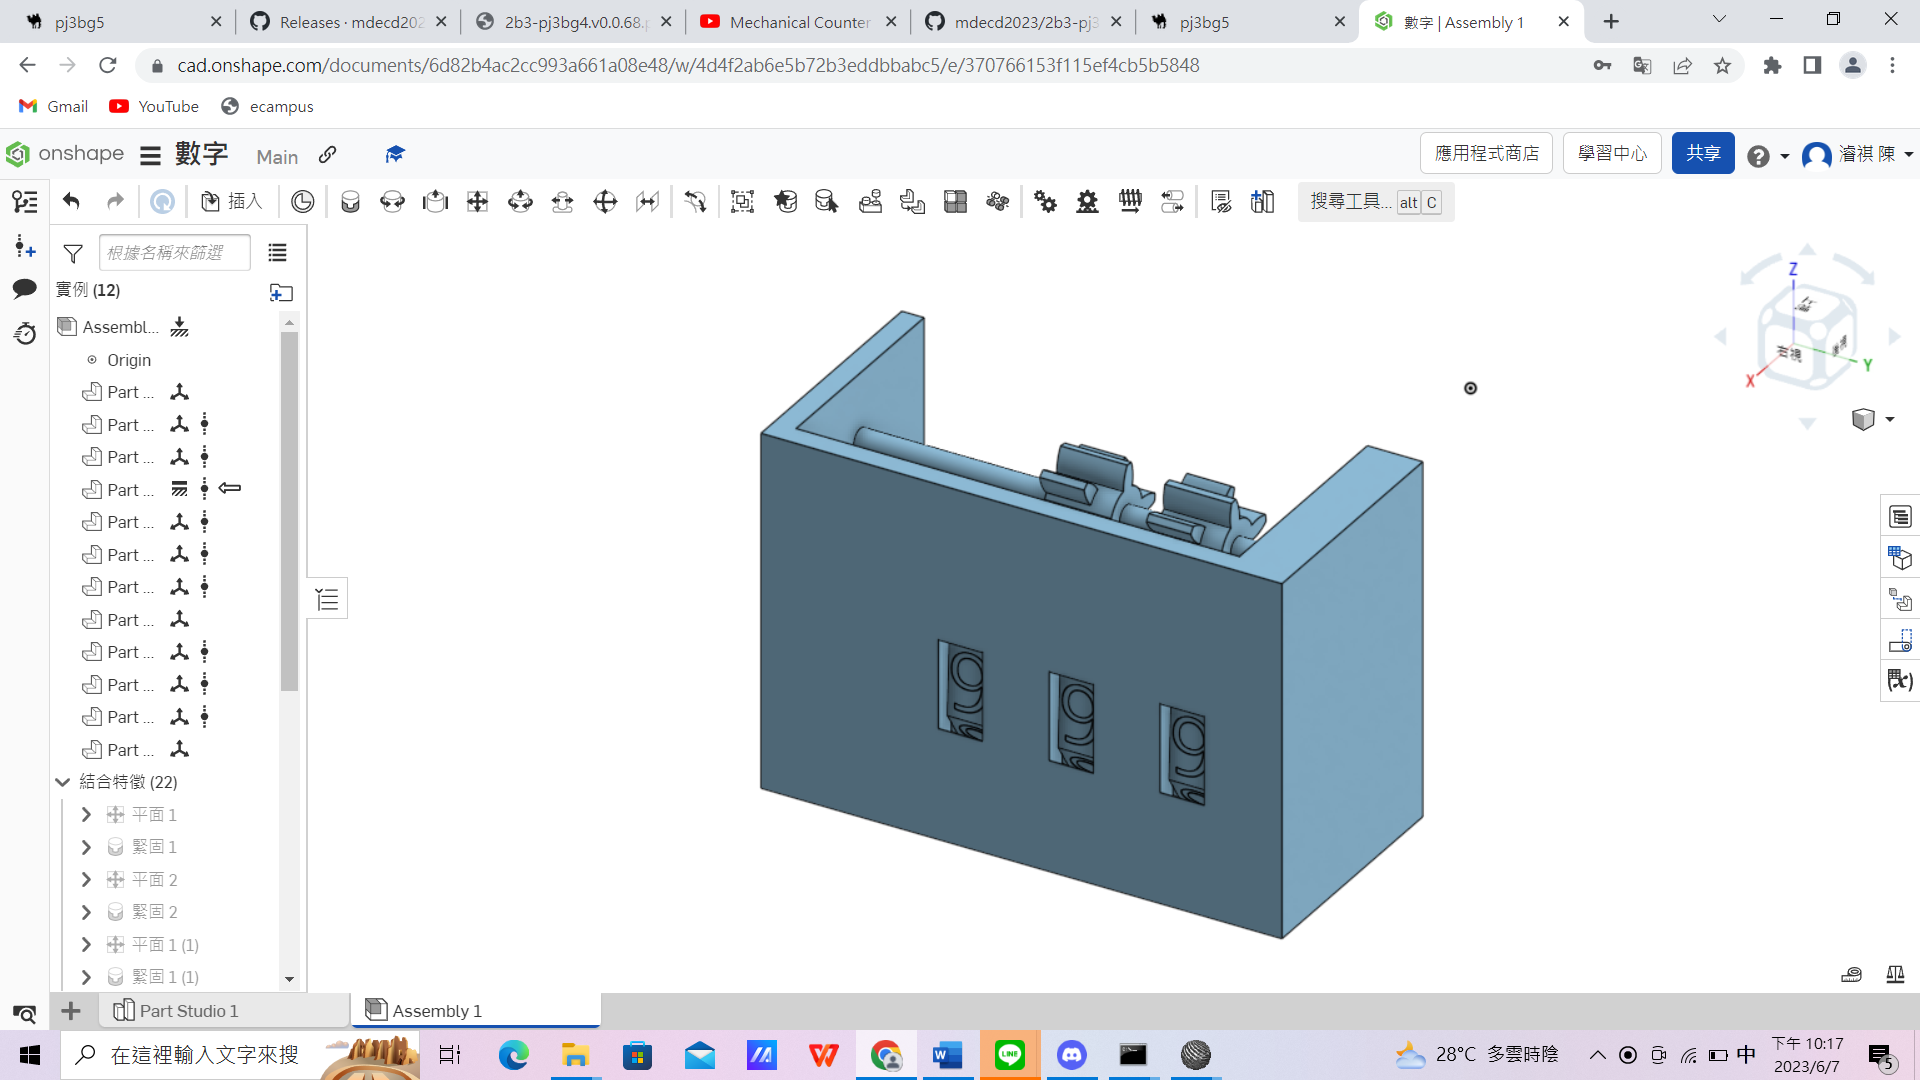 pj3bg5
Releases · mdecd202
2b3-pj3bg4.v0.0.68.p
Mechanical Counter
mdecd2023/2b3-pj3
pj3bg5
數字 | Assembly 1
cad.onshape.com/documents/6d82b4ac2cc993a661a08e48/w/4d4f2ab6e5b72b3eddbbabc5/e/370766153f115ef4cb5b5848
Gmail
YouTube
ecampus
onshape
數字
Main
應用程式商店
學習中心
共享
濬祺 陳
插入
搜尋工具... alt C
根據名稱來篩選
實例 (12)
Assembl...
Origin
Part ...
Part ...
Part ...
Part ...
Part ...
Part ...
Part ...
Part ...
Part ...
Part ...
Part ...
Part ...
結合特徵 (22)
平面 1
緊固 1
平面 2
緊固 2
平面 1 (1)
緊固 1 (1)
9
9
9
Z
X
Y
Part Studio 1
Assembly 1
在這裡輸入文字來搜
LINE
28°C 多雲時陰
中
下午 10:17
2023/6/7
5